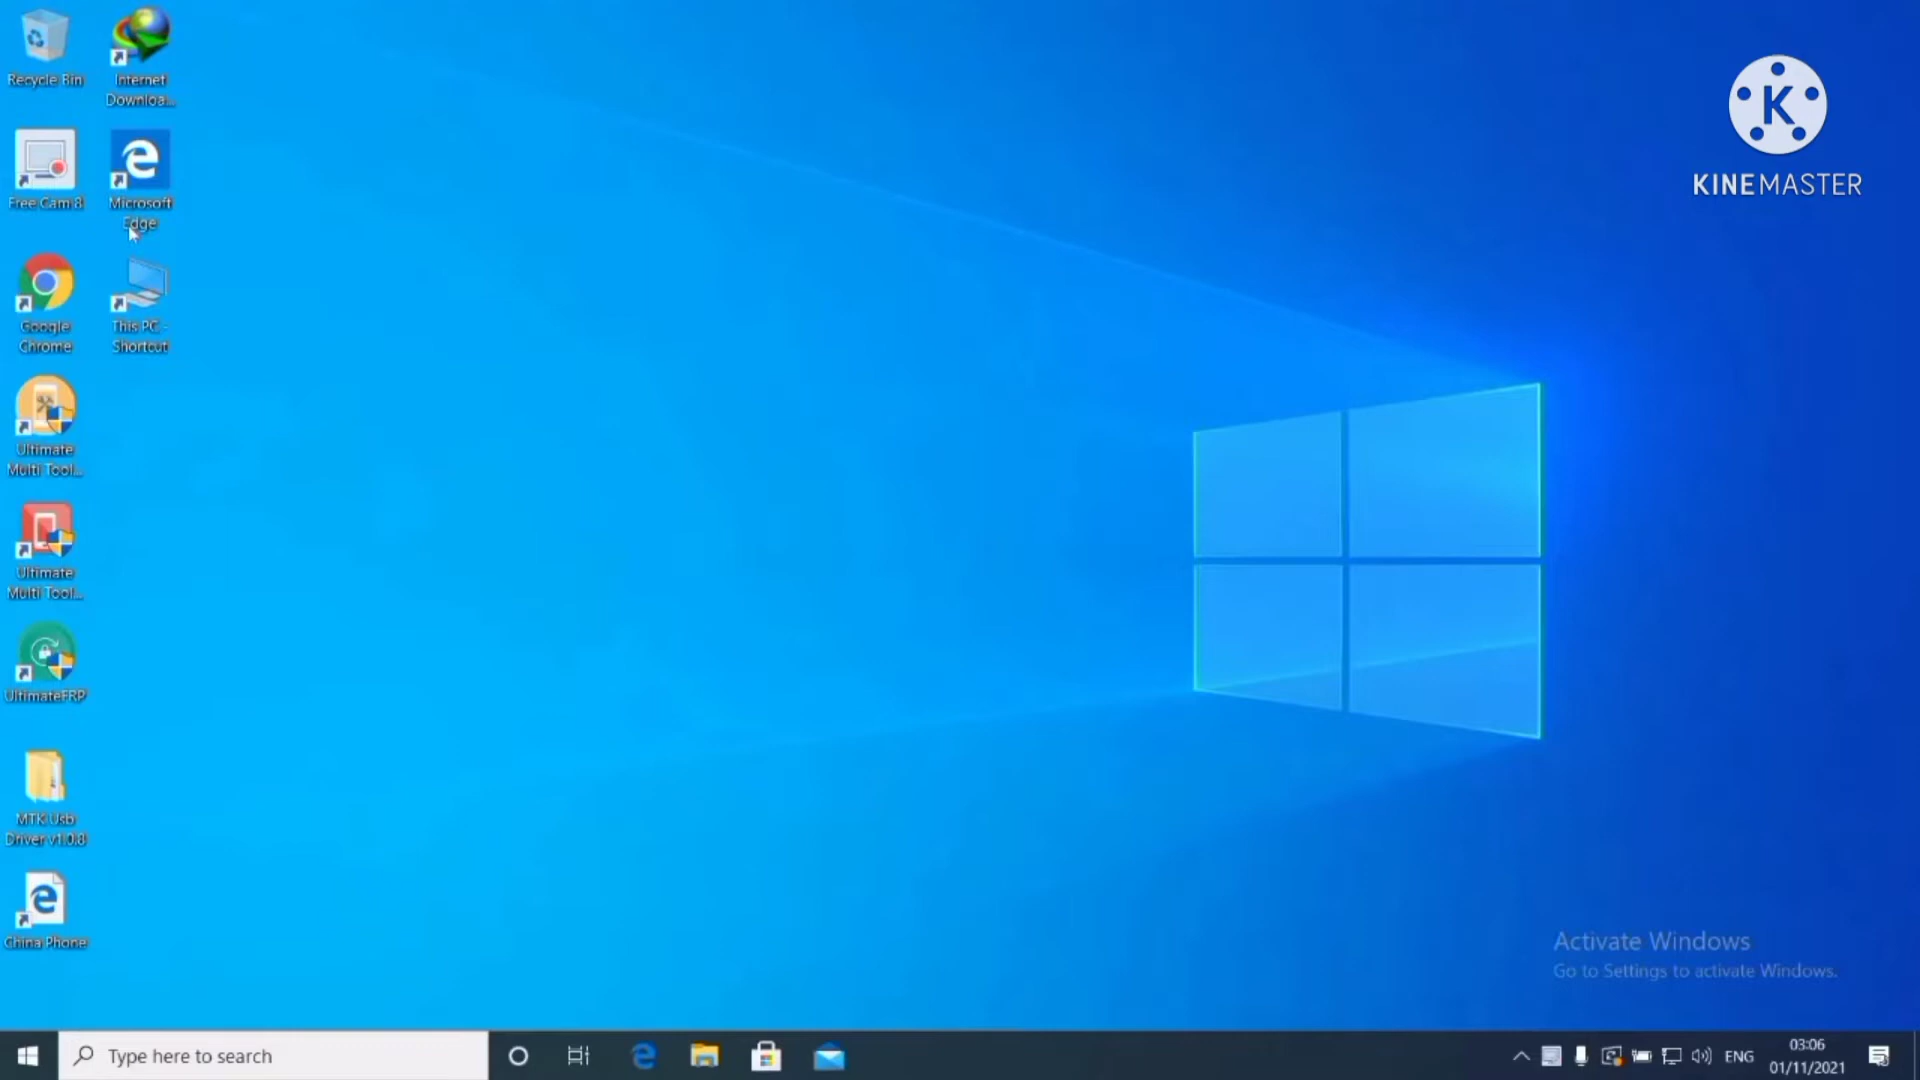 Recycle Bin
Internet
Downloa...
Free Cam 8
Microsoft
Edge
Google
Chrome
This PC -
Shortcut
Ultimate
Multi Tool...
Ultimate
Multi Tool...
UltimateFRP
MTK Usb
Driver v1.0.8
China Phone
K
KINEMASTER
Activate Windows
Go to Settings to activate Windows.
Type here to search
ENG
03:06
01/11/2021